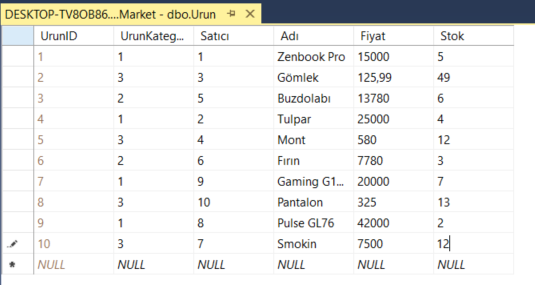 DESKTOP-TV8OB86....Market - dbo.Urun
UrunID UrunKateg... Satıcı Adı Fiyat Stok
1 1 1 Zenbook Pro 15000 5
2 3 3 Gömlek 125,99 49
3 2 5 Buzdolabı 13780 6
4 1 2 Tulpar 25000 4
5 3 4 Mont 580 12
6 2 6 Fırın 7780 3
7 1 9 Gaming G1... 20000 7
8 3 10 Pantalon 325 13
9 1 8 Pulse GL76 42000 2
10 3 7 Smokin 7500 12
NULL NULL NULL NULL NULL NULL